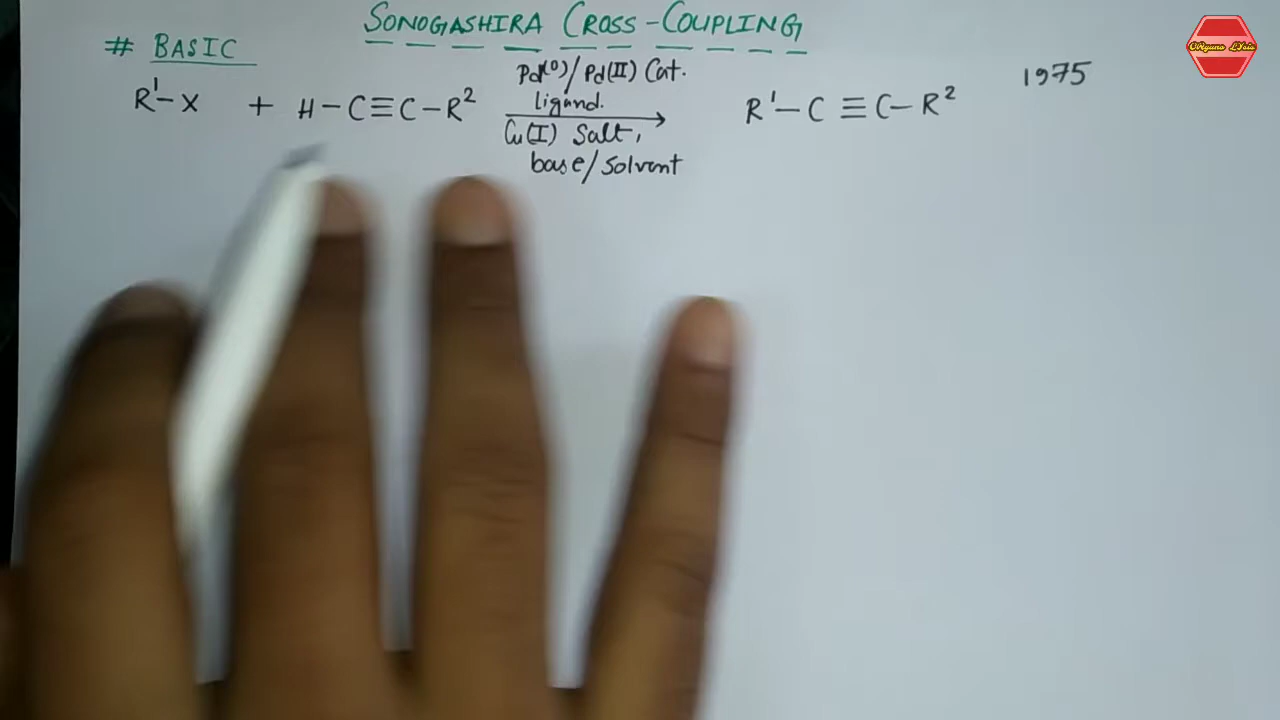 SONOGASHIRA CROSS-COUPLING
# BASIC
Pd(0)/Pd(II) Cat.
1975
R¹-X + H-C≡C-R²
ligand.
R¹-C≡C-R²
Cu(I) Salt,
base/solvent